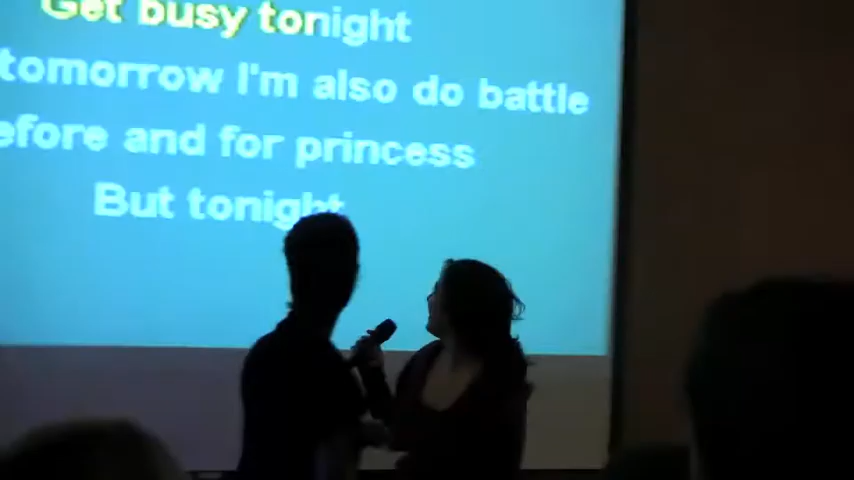 Get busy tonight
tomorrow I'm also do battle
efore and for princess
But tonight